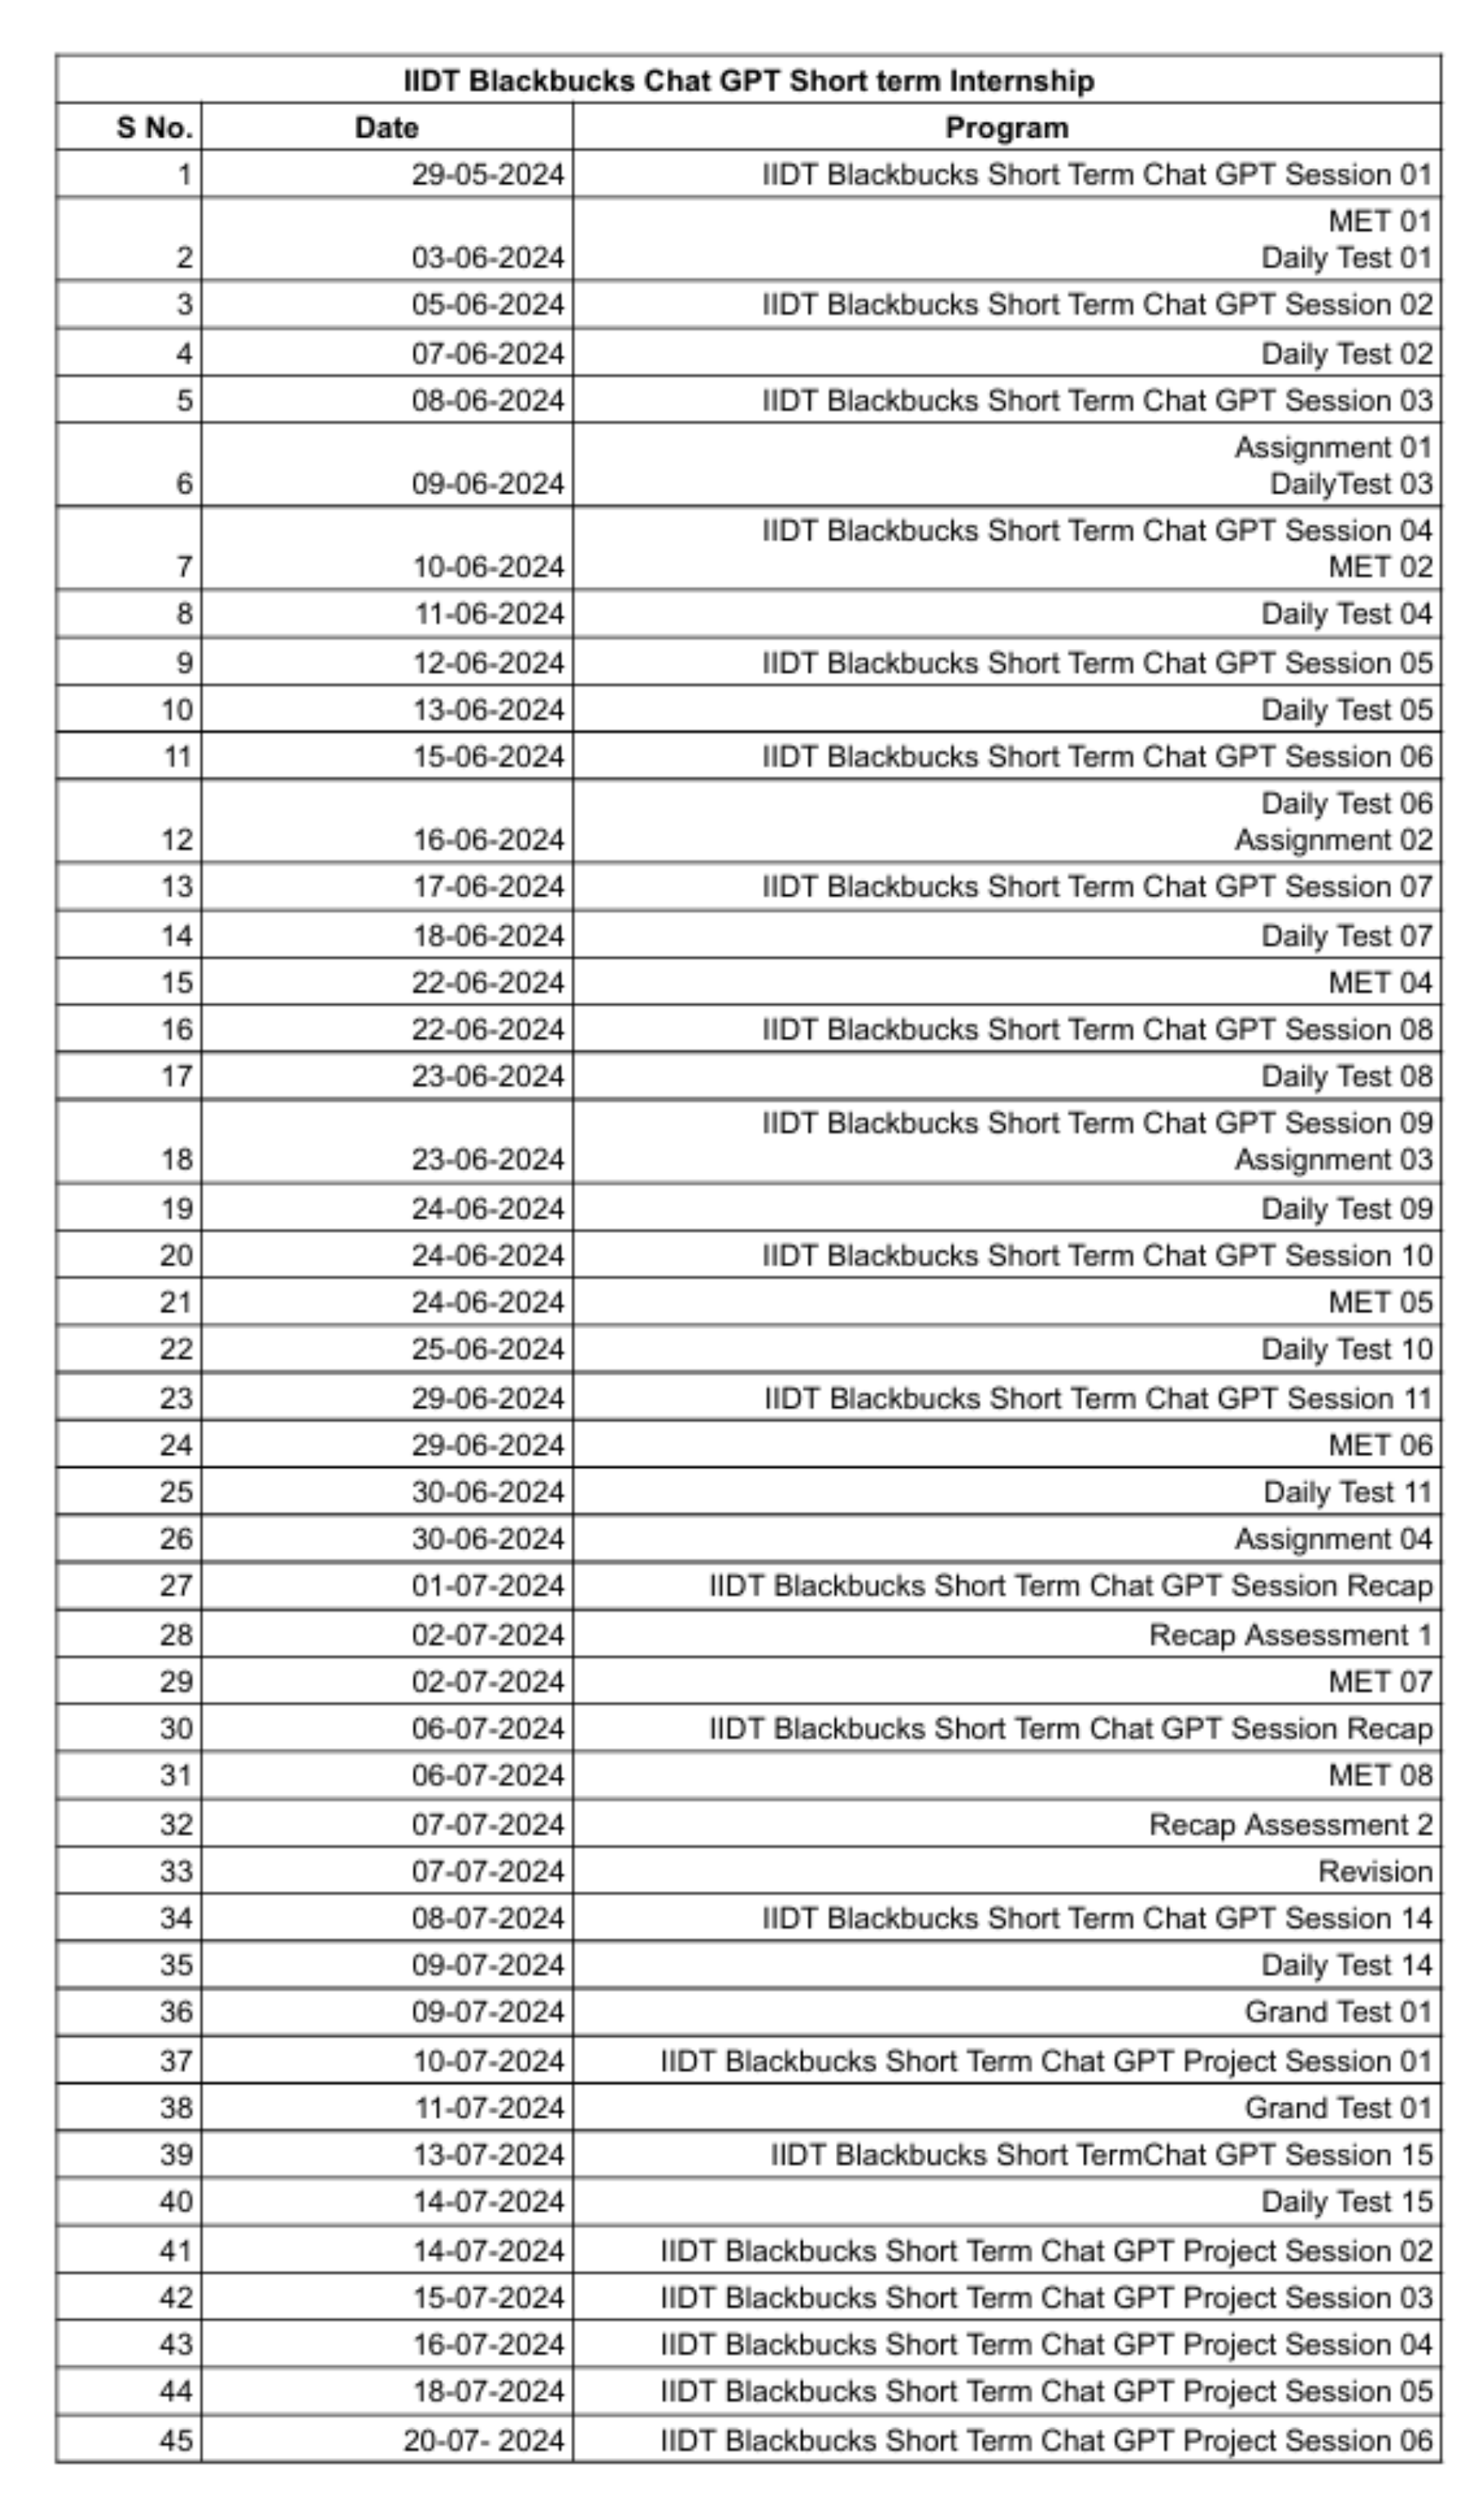 IIDT Blackbucks Chat GPT Short term Internship
S No. Date Program
1 29-05-2024 IIDT Blackbucks Short Term Chat GPT Session 01
MET 01
2 03-06-2024 Daily Test 01
3 05-06-2024 IIDT Blackbucks Short Term Chat GPT Session 02
4 07-06-2024 Daily Test 02
5 08-06-2024 IIDT Blackbucks Short Term Chat GPT Session 03
Assignment 01
6 09-06-2024 DailyTest 03
IIDT Blackbucks Short Term Chat GPT Session 04
7 10-06-2024 MET 02
8 11-06-2024 Daily Test 04
9 12-06-2024 IIDT Blackbucks Short Term Chat GPT Session 05
10 13-06-2024 Daily Test 05
11 15-06-2024 IIDT Blackbucks Short Term Chat GPT Session 06
Daily Test 06
12 16-06-2024 Assignment 02
13 17-06-2024 IIDT Blackbucks Short Term Chat GPT Session 07
14 18-06-2024 Daily Test 07
15 22-06-2024 MET 04
16 22-06-2024 IIDT Blackbucks Short Term Chat GPT Session 08
17 23-06-2024 Daily Test 08
IIDT Blackbucks Short Term Chat GPT Session 09
18 23-06-2024 Assignment 03
19 24-06-2024 Daily Test 09
20 24-06-2024 IIDT Blackbucks Short Term Chat GPT Session 10
21 24-06-2024 MET 05
22 25-06-2024 Daily Test 10
23 29-06-2024 IIDT Blackbucks Short Term Chat GPT Session 11
24 29-06-2024 MET 06
25 30-06-2024 Daily Test 11
26 30-06-2024 Assignment 04
27 01-07-2024 IIDT Blackbucks Short Term Chat GPT Session Recap
28 02-07-2024 Recap Assessment 1
29 02-07-2024 MET 07
30 06-07-2024 IIDT Blackbucks Short Term Chat GPT Session Recap
31 06-07-2024 MET 08
32 07-07-2024 Recap Assessment 2
33 07-07-2024 Revision
34 08-07-2024 IIDT Blackbucks Short Term Chat GPT Session 14
35 09-07-2024 Daily Test 14
36 09-07-2024 Grand Test 01
37 10-07-2024 IIDT Blackbucks Short Term Chat GPT Project Session 01
38 11-07-2024 Grand Test 01
39 13-07-2024 IIDT Blackbucks Short TermChat GPT Session 15
40 14-07-2024 Daily Test 15
41 14-07-2024 IIDT Blackbucks Short Term Chat GPT Project Session 02
42 15-07-2024 IIDT Blackbucks Short Term Chat GPT Project Session 03
43 16-07-2024 IIDT Blackbucks Short Term Chat GPT Project Session 04
44 18-07-2024 IIDT Blackbucks Short Term Chat GPT Project Session 05
45 20-07- 2024 IIDT Blackbucks Short Term Chat GPT Project Session 06